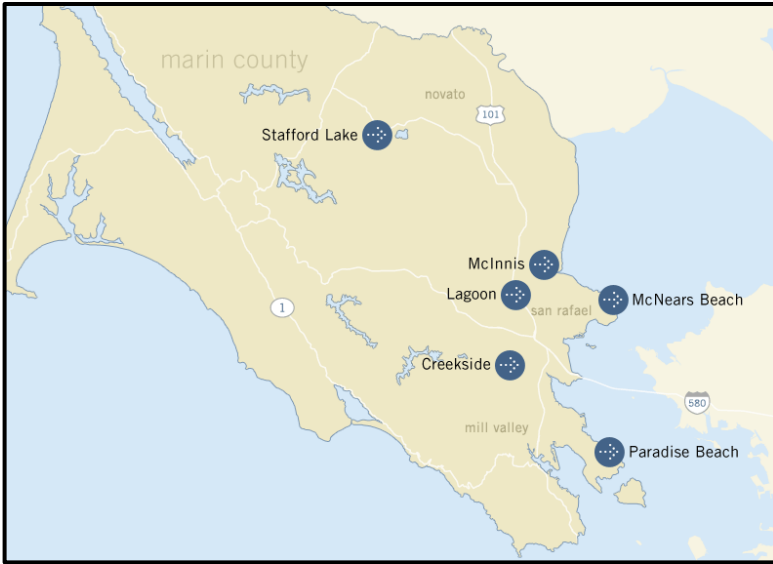 marin county
novato
101
Stafford Lake
McInnis
Lagoon
san rafael
McNears Beach
1
Creekside
580
mill valley
Paradise Beach